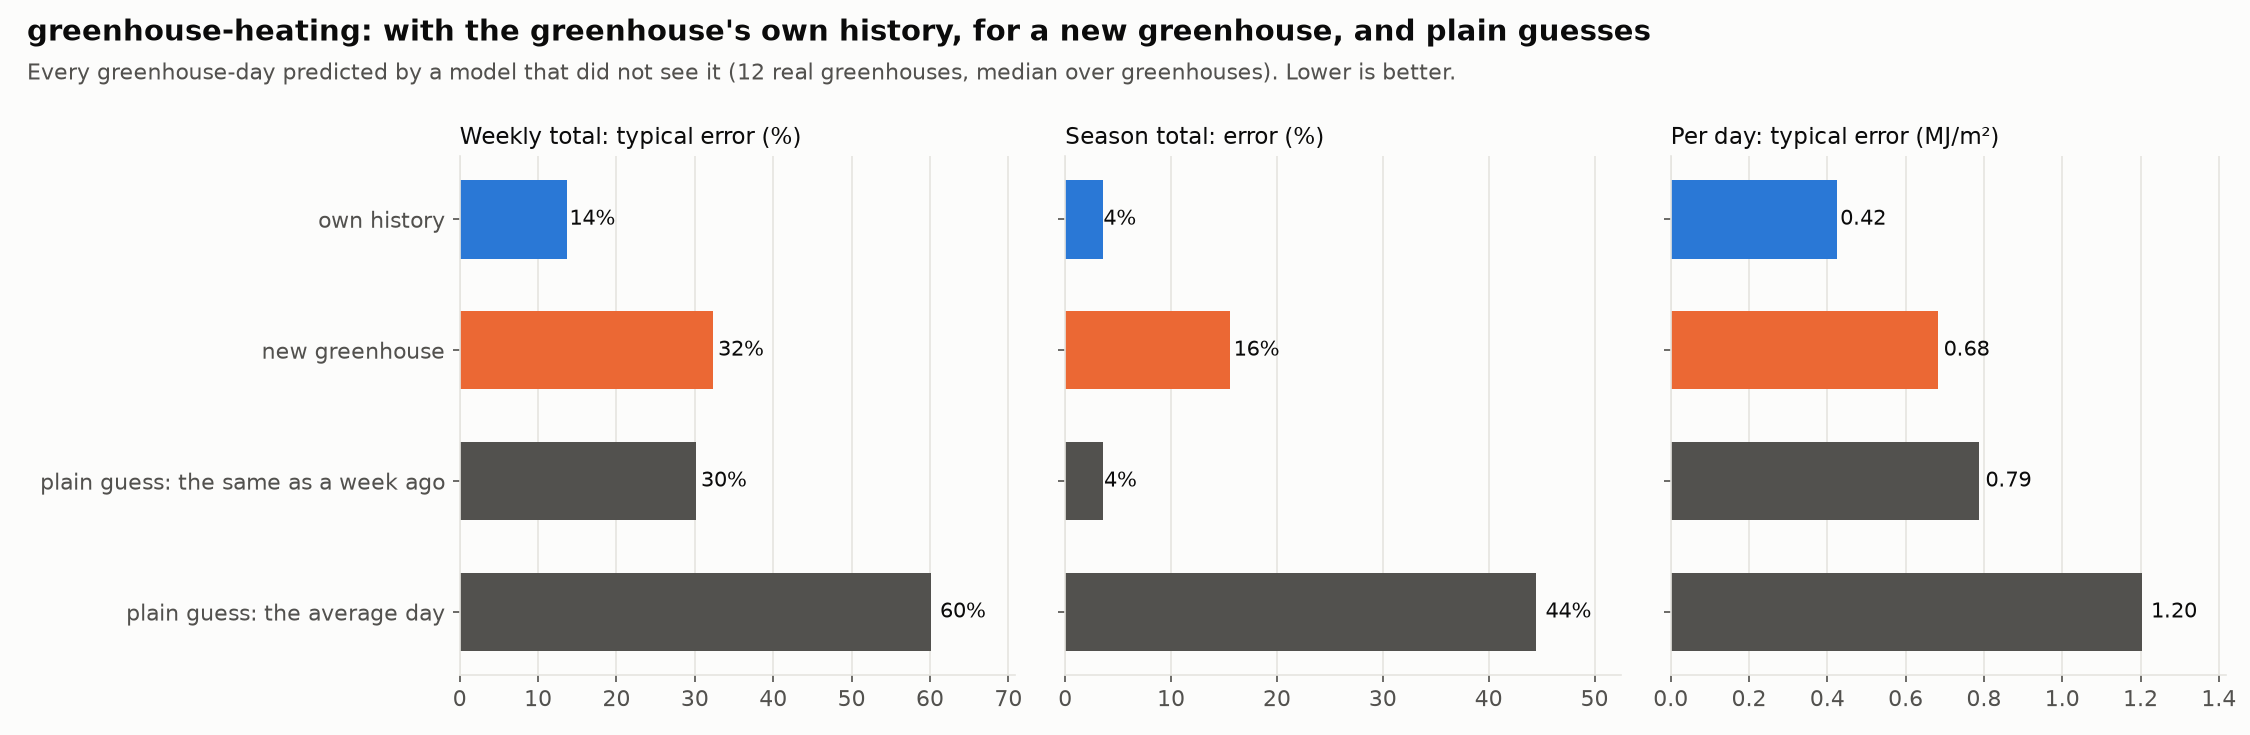 greenhouse-heating: with the greenhouse's own history, for a new greenhouse, and plain guesses
Every greenhouse-day predicted by a model that did not see it (12 real greenhouses, median over greenhouses). Lower is better.
Weekly total: typical error (%)
Season total: error (%)
Per day: typical error (MJ/m²)
own history
14%
4%
0.42
new greenhouse
32%
16%
0.68
plain guess: the same as a week ago
30%
4%
0.79
plain guess: the average day
60%
44%
1.20
0 10 20 30 40 50 60 70
0 10 20 30 40 50
0.0 0.2 0.4 0.6 0.8 1.0 1.2 1.4